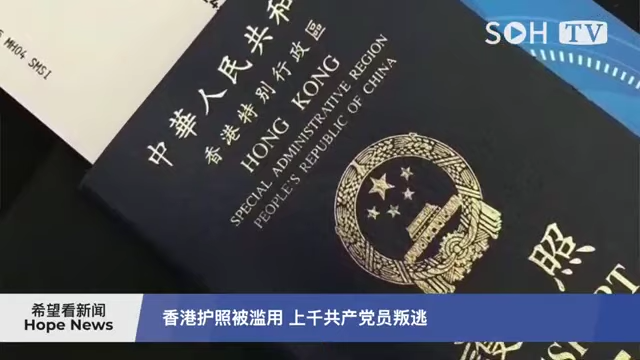 SOH TV
MH04 SMSI
中華人民共和
香港特別行政區
HONG KONG
SPECIAL ADMINISTRATIVE REGION
PEOPLE'S REPUBLIC OF CHINA
照
希望看新闻
Hope News
香港护照被滥用 上千共产党员叛逃